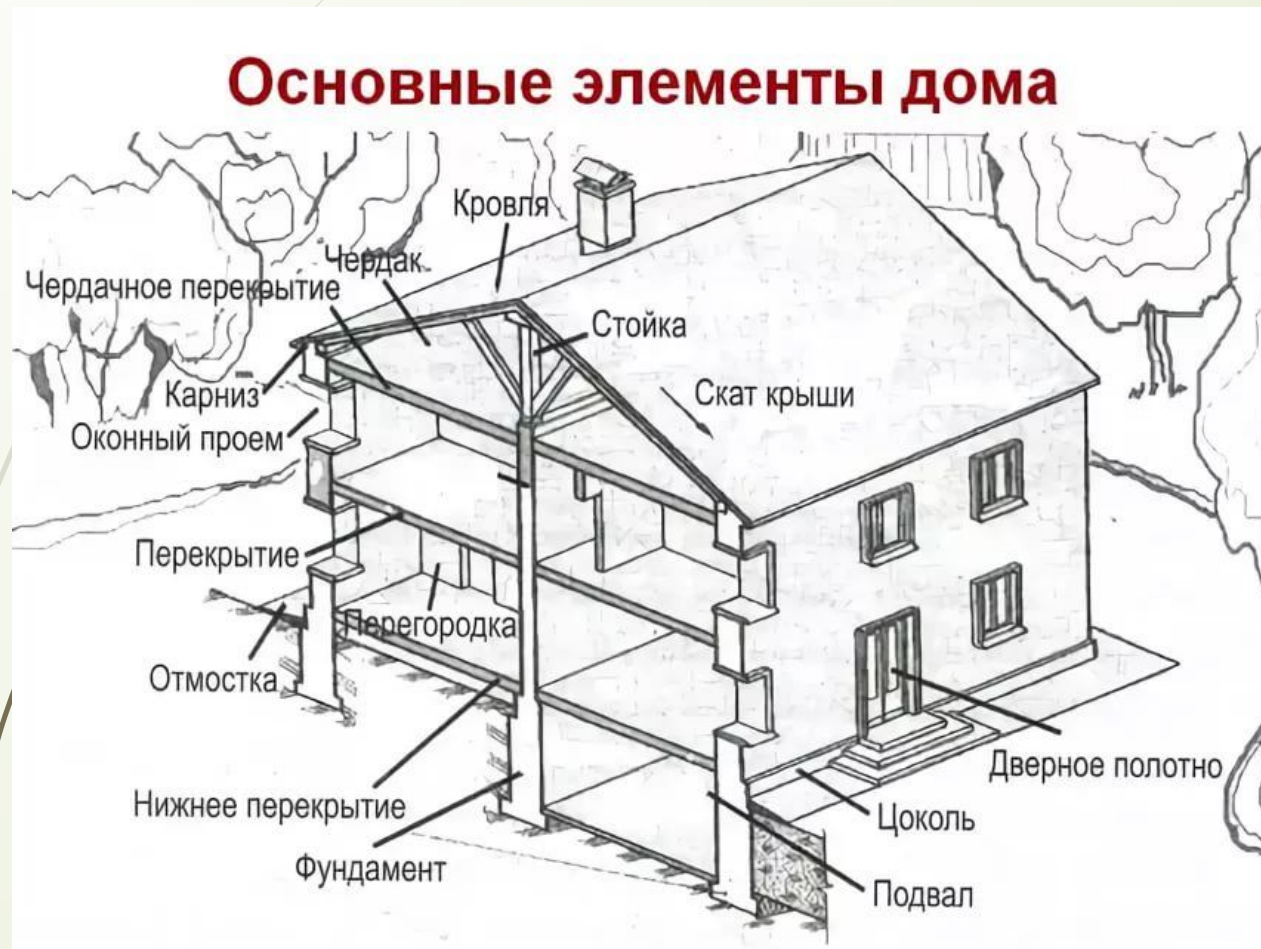 Основные элементы дома
Кровля
Чердак
Чердачное перекрытие
Стойка
Карниз
Скат крыши
Оконный проем
Перекрытие
Перегородка
Отмостка
Дверное полотно
Нижнее перекрытие
Цоколь
Фундамент
Подвал